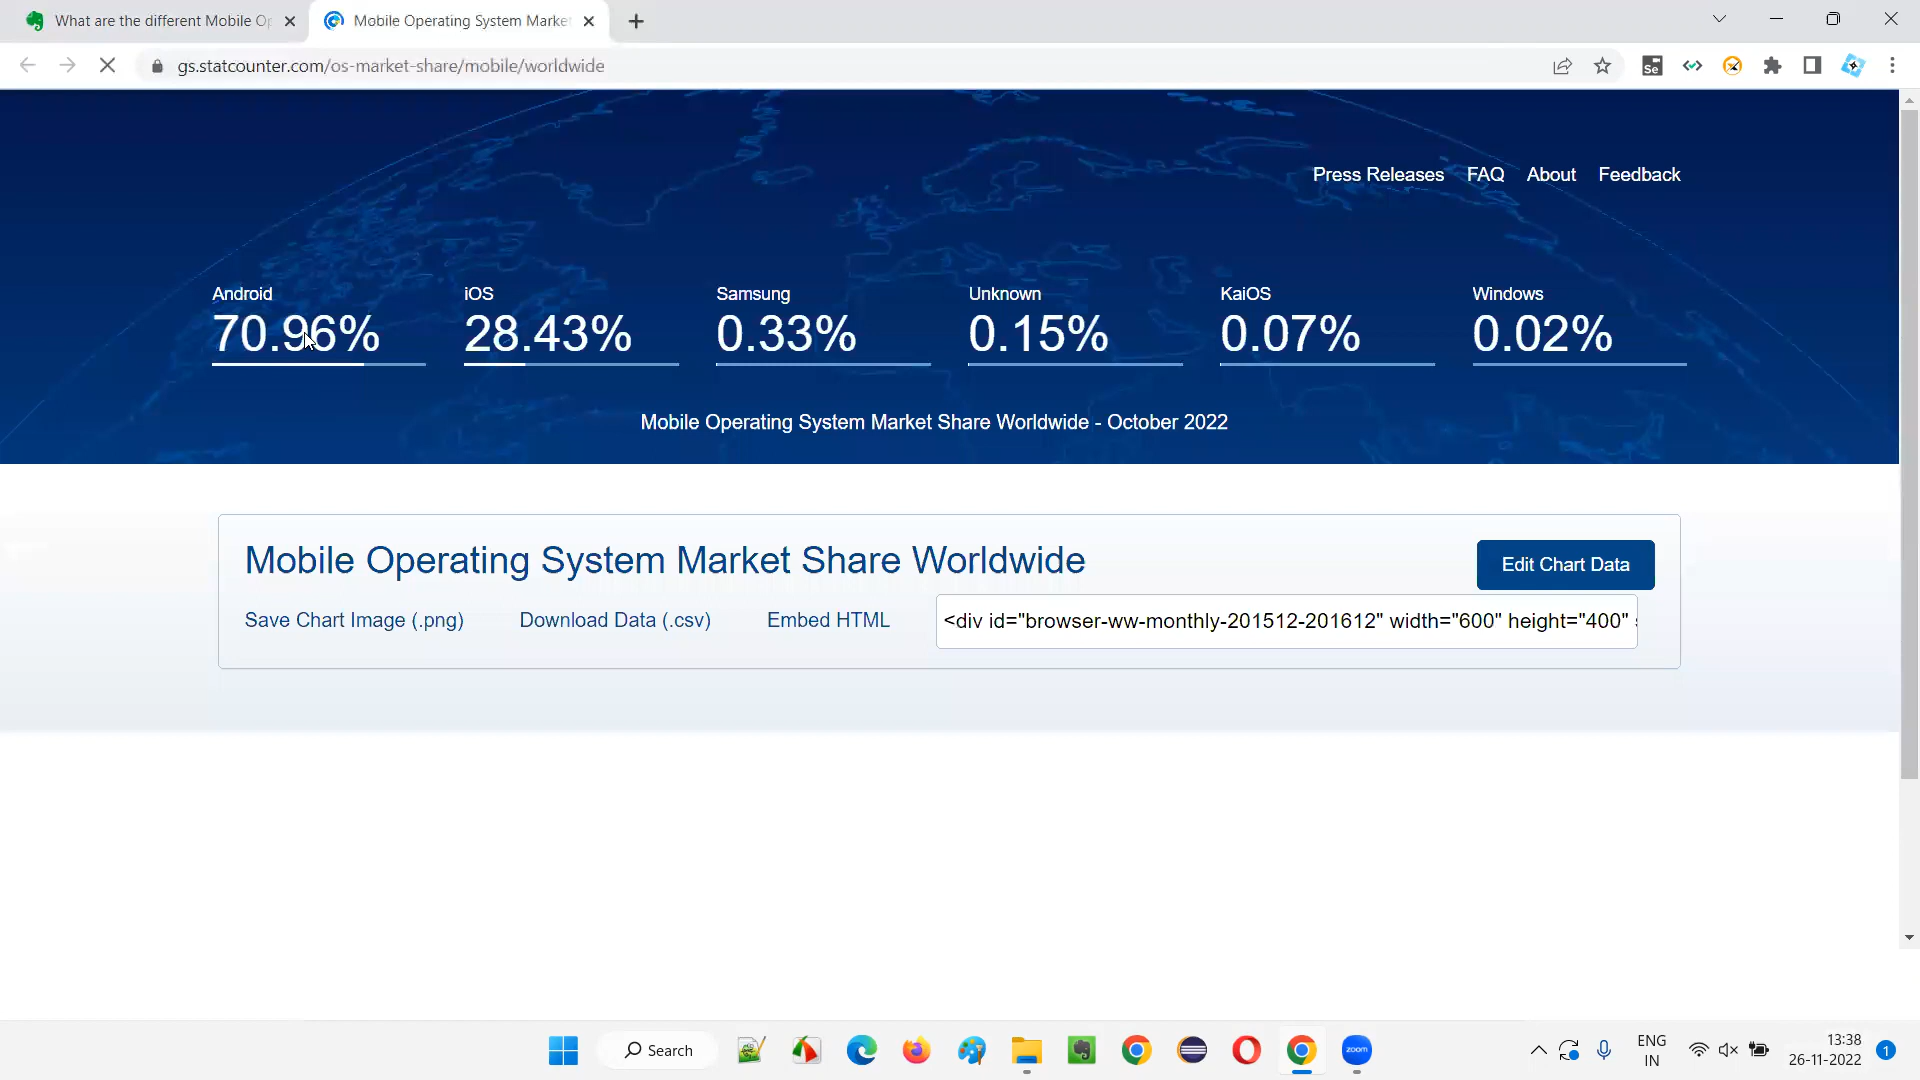 What are the different Mobile Op
Mobile Operating System Marke
gs.statcounter.com/os-market-share/mobile/worldwide
Se
Press Releases FAQ About Feedback
Android iOS Samsung Unknown KaiOS Windows
70.96% 28.43% 0.33% 0.15% 0.07% 0.02%
Mobile Operating System Market Share Worldwide - October 2022
Mobile Operating System Market Share Worldwide
Edit Chart Data
Save Chart Image (.png) Download Data (.csv) Embed HTML <div id="browser-ww-monthly-201512-201612" width="600" height="400"
Search
zoom
ENG
IN
13:38
26-11-2022
1